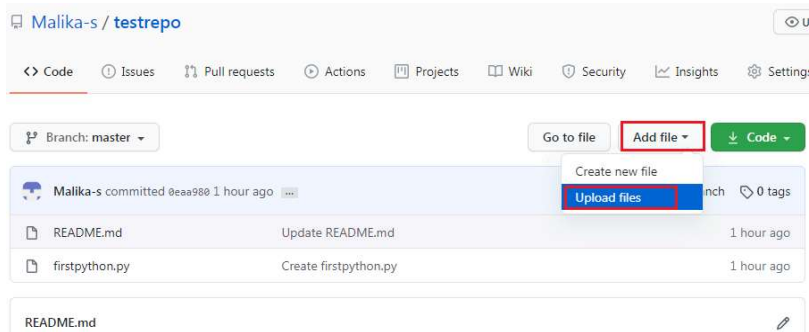 Malika-s / testrepo
U
Code Issues Pull requests Actions Projects Wiki Security Insights Settings
Branch: master Go to file Add file Code
Create new file
Malika-s committed 0eaa980 1 hour ago ... nch 0 tags
Upload files
README.md Update README.md 1 hour ago
firstpython.py Create firstpython.py 1 hour ago
README.md